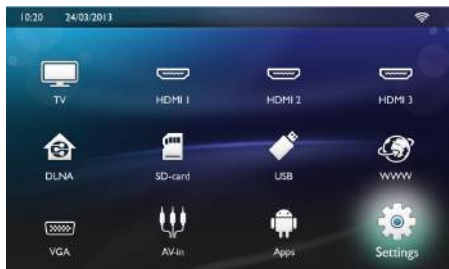 10:20 24/03/2013
TV HDMI 1 HDMI 2 HDMI 3
DLNA SD-card USB WWW
VGA AV-in Apps Settings